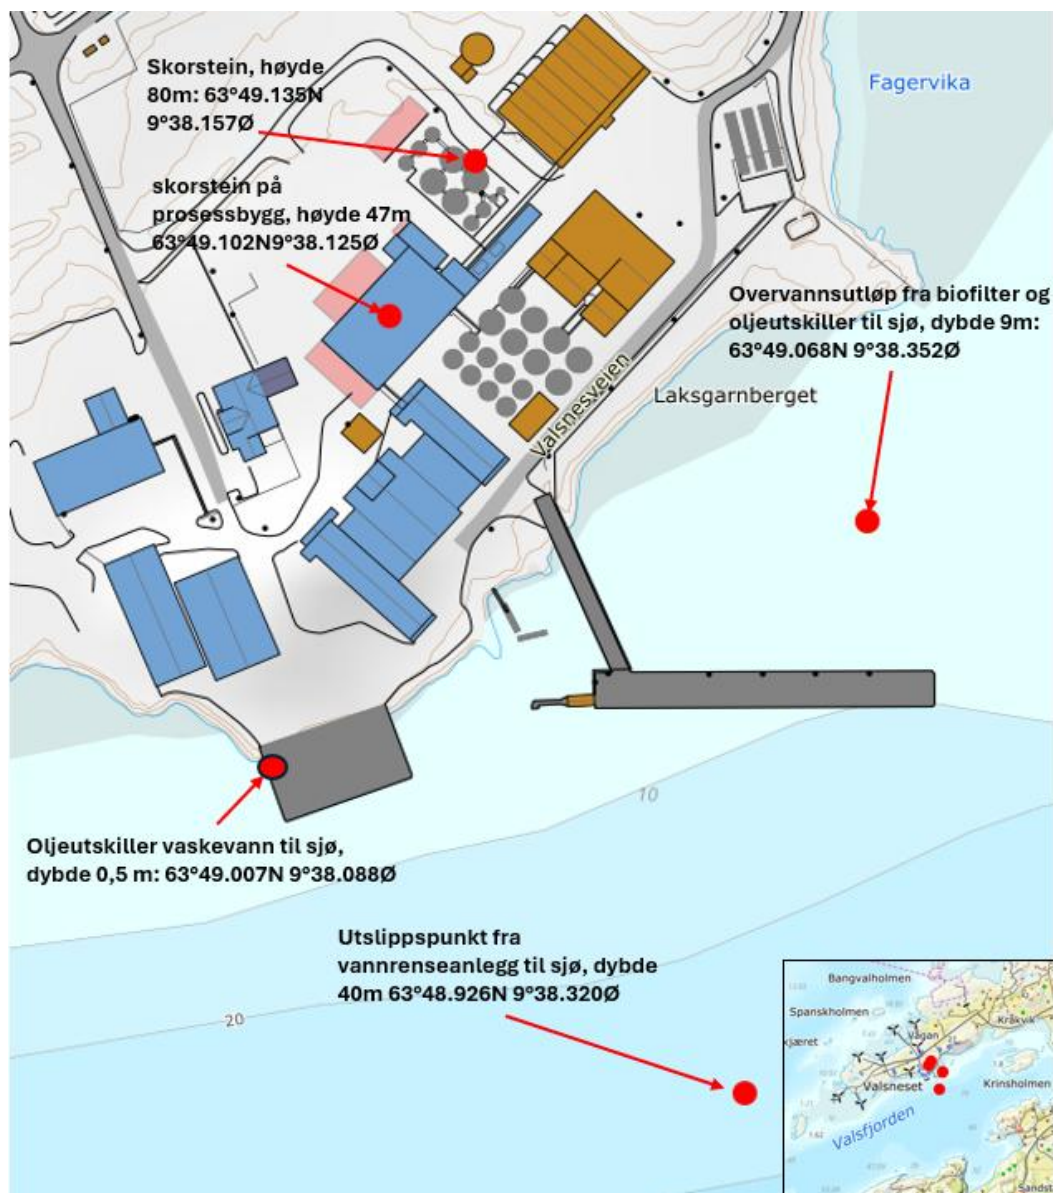 Skorstein, høyde
80m: 63°49.135N
9°38.157Ø
Fagervika
skorstein på
prosessbygg, høyde 47m
63°49.102N9°38.125Ø
Overvannsutløp fra biofilter og
oljeutskiller til sjø, dybde 9m:
63°49.068N 9°38.352Ø
Valsnesveien
Laksgarnberget
10
Oljeutskiller vaskevann til sjø,
dybde 0,5 m: 63°49.007N 9°38.088Ø
Utslippspunkt fra
vannrenseanlegg til sjø, dybde
40m 63°48.926N 9°38.320Ø
20
Bangvalholmen
Spanskholmen
Kråkvik
Vågan
kjæret
Valsneset
Krinsholmen
Valsfjorden
Sandst